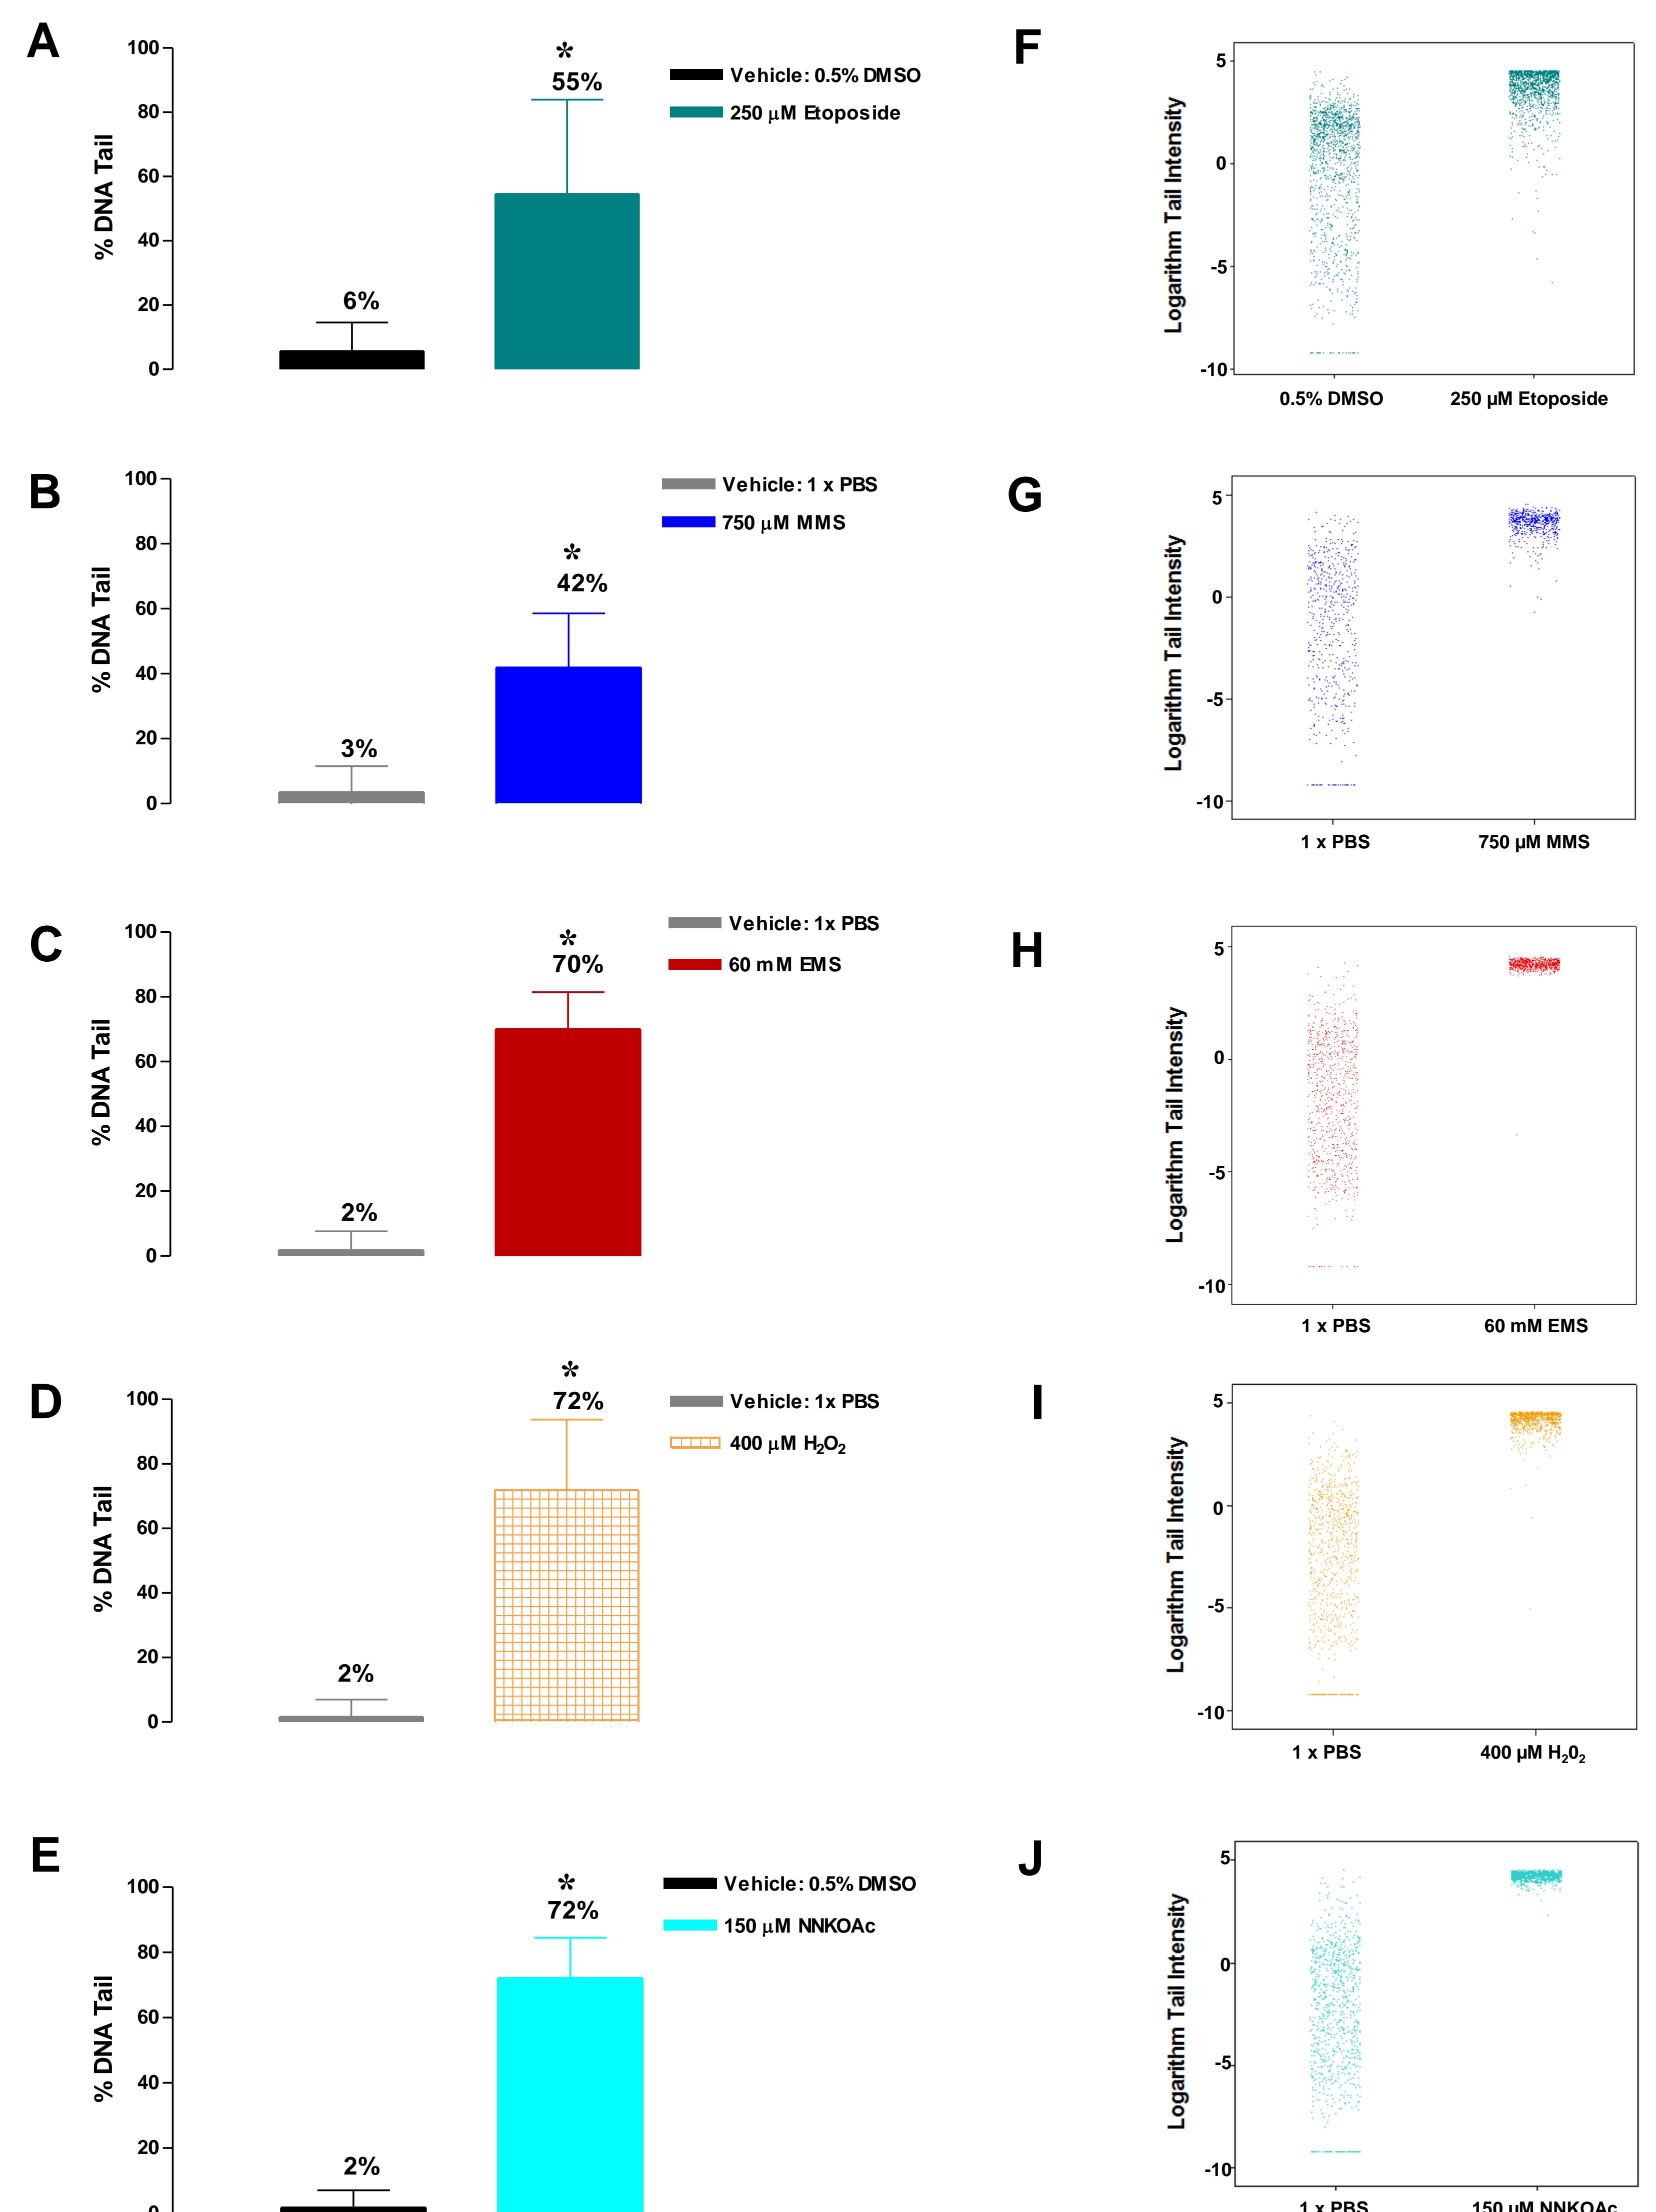 A
100
80
60
40
20
0
% DNA Tail
6%
*
55%
Vehicle: 0.5% DMSO
250 μM Etoposide
F
5
0
-5
-10
Logarithm Tail Intensity
0.5% DMSO
250 μM Etoposide
B
100
80
60
40
20
0
% DNA Tail
3%
*
42%
Vehicle: 1 x PBS
750 μM MMS
G
5
0
-5
-10
Logarithm Tail Intensity
1 x PBS
750 μM MMS
C
100
80
60
40
20
0
% DNA Tail
2%
*
70%
Vehicle: 1x PBS
60 mM EMS
H
5
0
-5
-10
Logarithm Tail Intensity
1 x PBS
60 mM EMS
D
100
80
60
40
20
0
% DNA Tail
2%
*
72%
Vehicle: 1x PBS
400 μM H₂O₂
I
5
0
-5
-10
Logarithm Tail Intensity
1 x PBS
400 μM H₂0₂
E
100
80
60
40
20
0
% DNA Tail
2%
*
72%
Vehicle: 0.5% DMSO
150 μM NNKOAc
J
5
0
-5
-10
Logarithm Tail Intensity
1 x PBS
150 μM NNKOAc